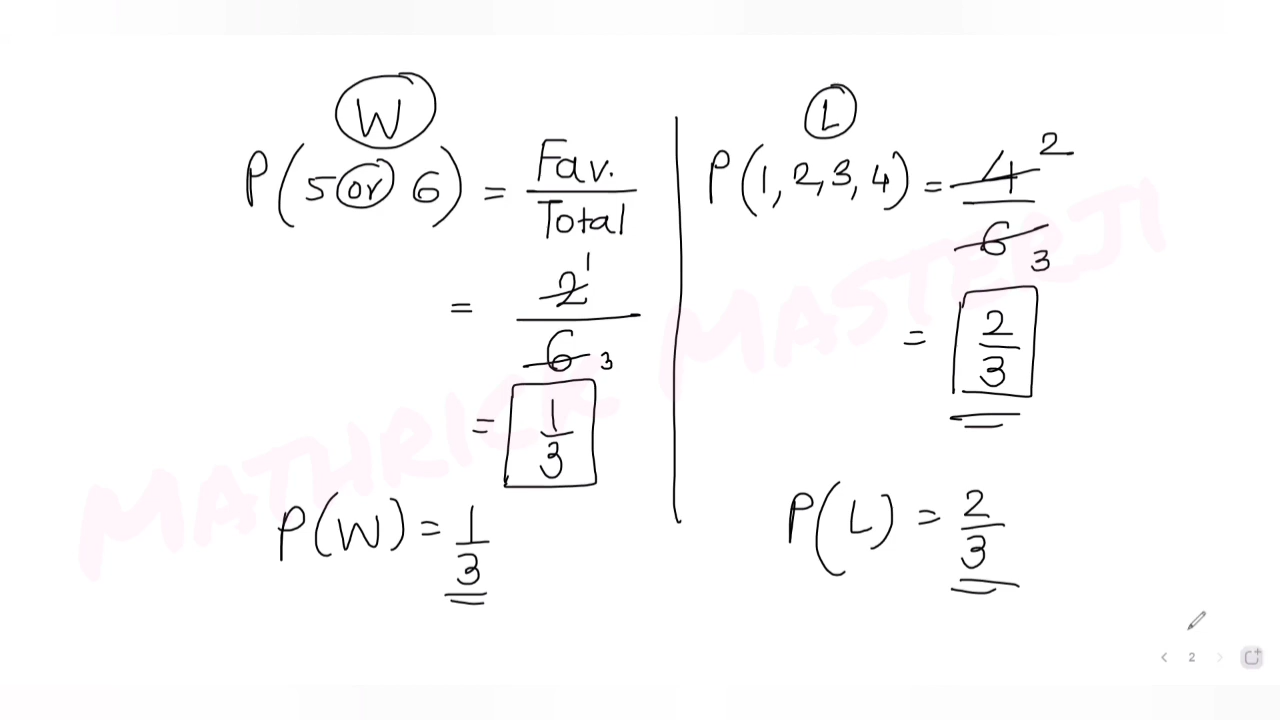 W
P(5 or 6) = Fav./Total
= 2/6 1 3
= 1/3
P(W) = 1/3
L
P(1,2,3,4) = 4/6 2 3
= 2/3
P(L) = 2/3
MATHRICK MASTERJI
< 2 >